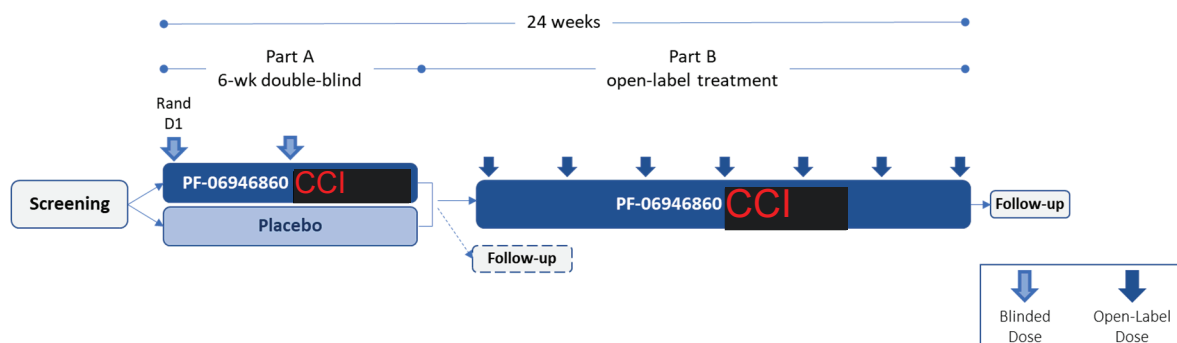 24 weeks
Part A
6-wk double-blind
Part B
open-label treatment
Rand
D1
Screening
PF-06946860 CCI
Placebo
PF-06946860 CCI
Follow-up
Follow-up
Blinded
Dose
Open-Label
Dose